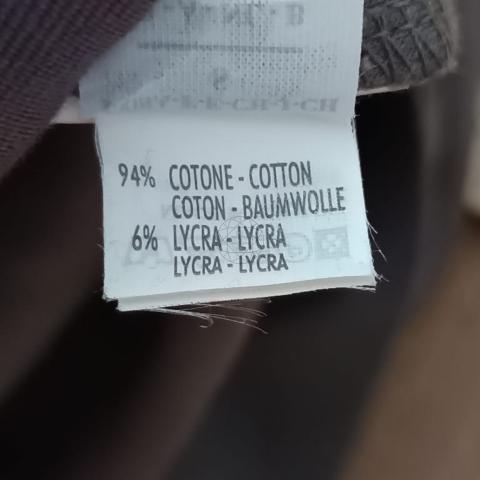 94% COTONE - COTTON
COTON - BAUMWOLLE
6% LYCRA - LYCRA
LYCRA - LYCRA